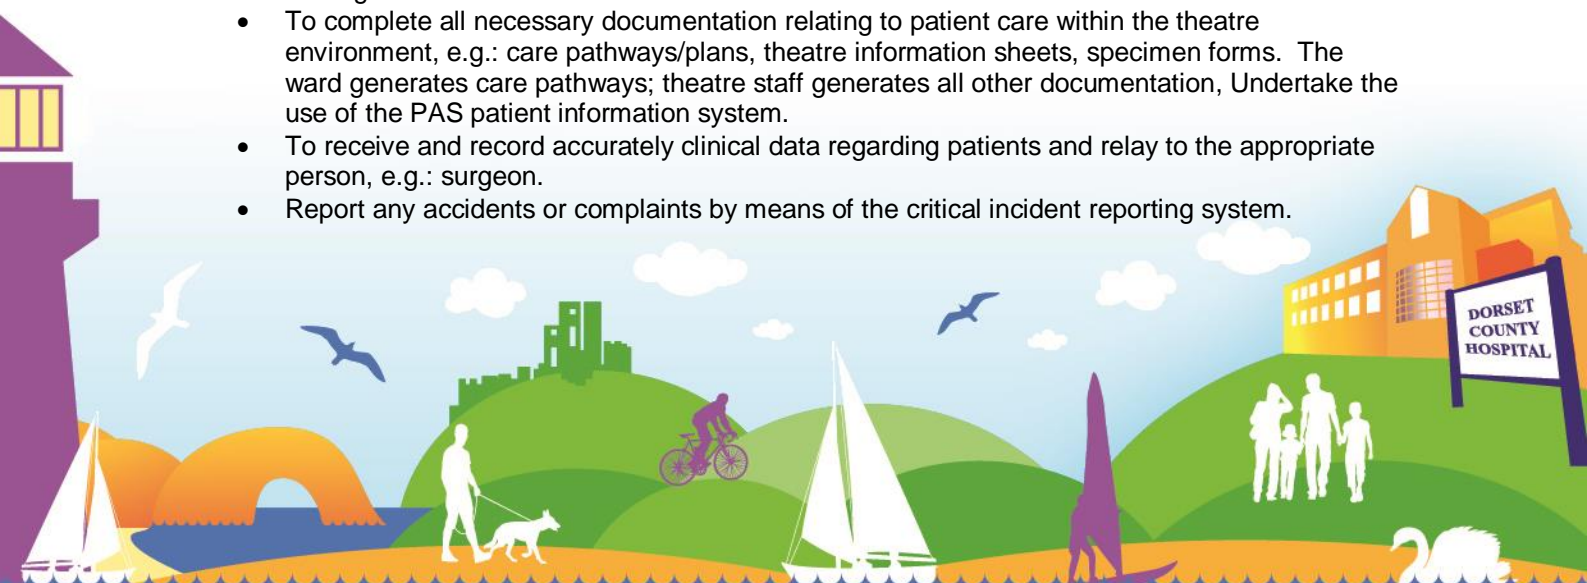 • To complete all necessary documentation relating to patient care within the theatre
environment, e.g.: care pathways/plans, theatre information sheets, specimen forms.  The
ward generates care pathways; theatre staff generates all other documentation, Undertake the
use of the PAS patient information system.
• To receive and record accurately clinical data regarding patients and relay to the appropriate
person, e.g.: surgeon.
• Report any accidents or complaints by means of the critical incident reporting system.
DORSET
COUNTY
HOSPITAL